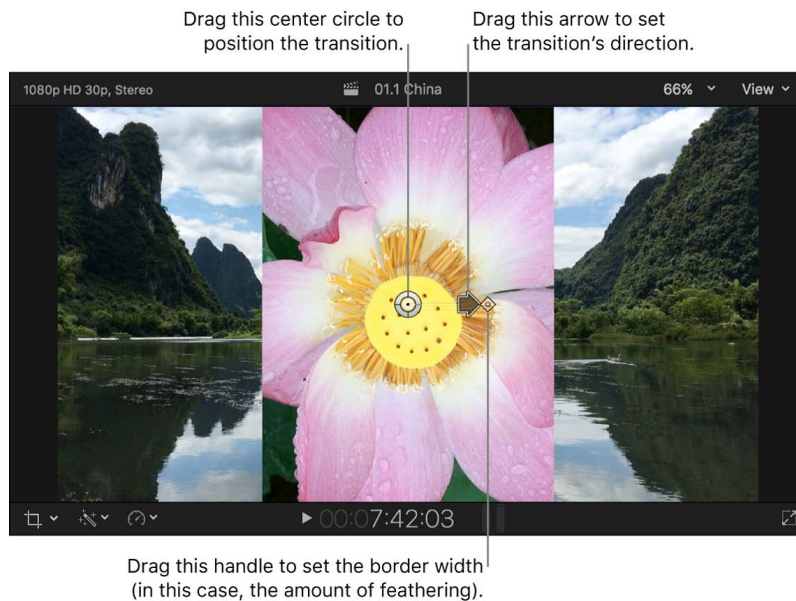 Drag this center circle to
position the transition.
Drag this arrow to set
the transition's direction.
1080p HD 30p, Stereo
01.1 China
66%
View
00:07:42:03
Drag this handle to set the border width
(in this case, the amount of feathering).